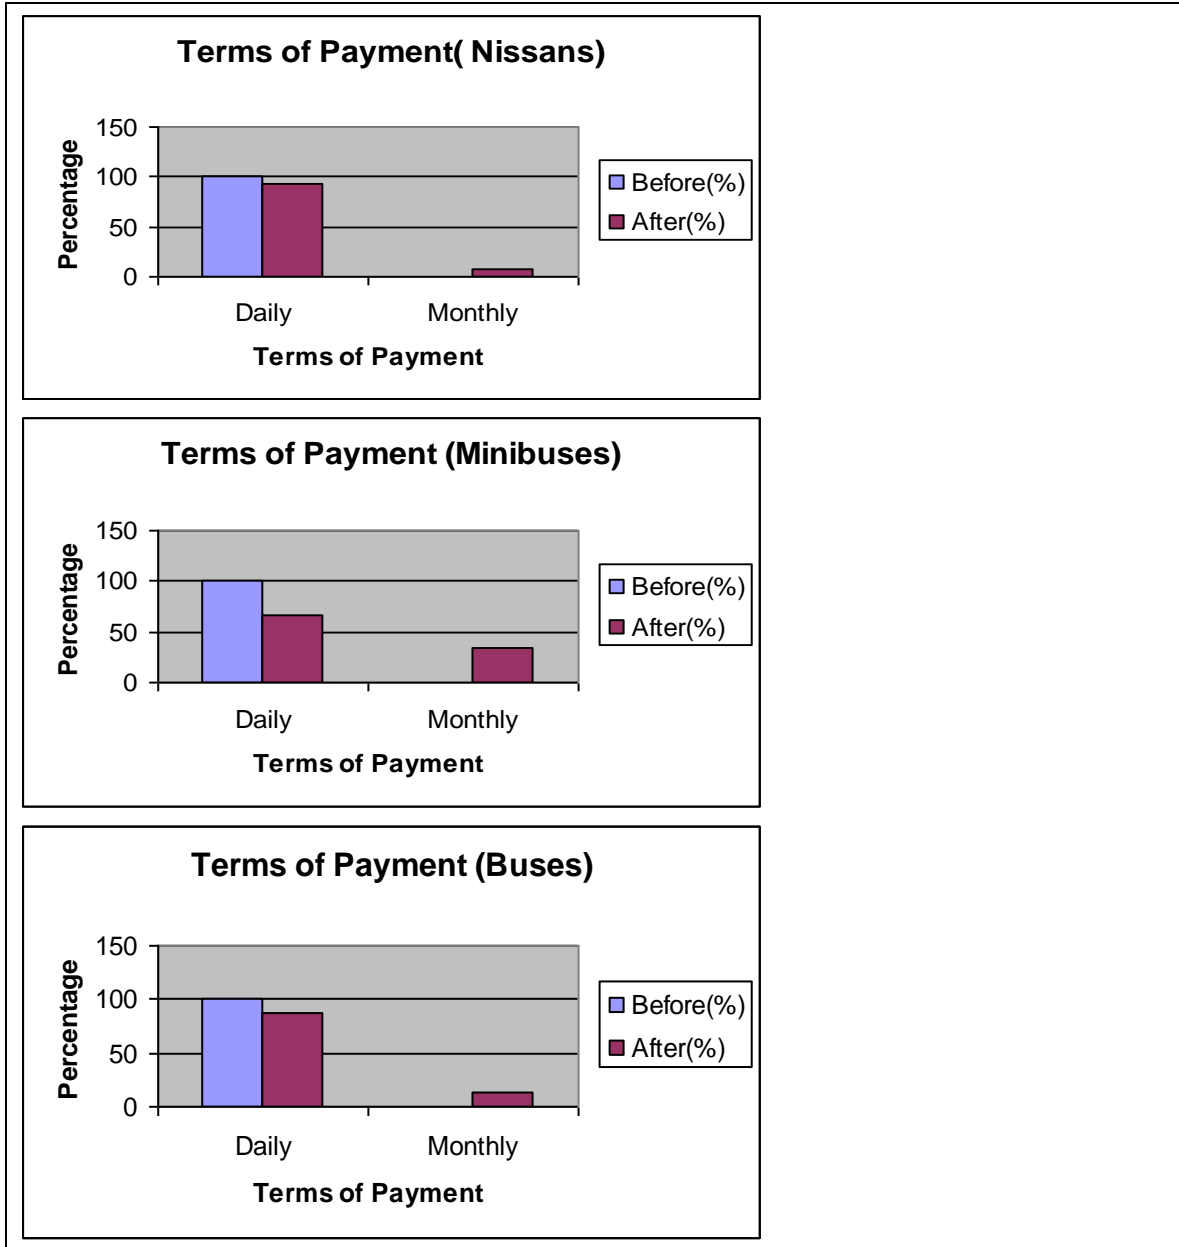 Terms of Payment( Nissans)
Percentage
150
100
50
0
Daily Monthly
Terms of Payment
Before(%)
After(%)
Terms of Payment (Minibuses)
Percentage
150
100
50
0
Daily Monthly
Terms of Payment
Before(%)
After(%)
Terms of Payment (Buses)
Percentage
150
100
50
0
Daily Monthly
Terms of Payment
Before(%)
After(%)